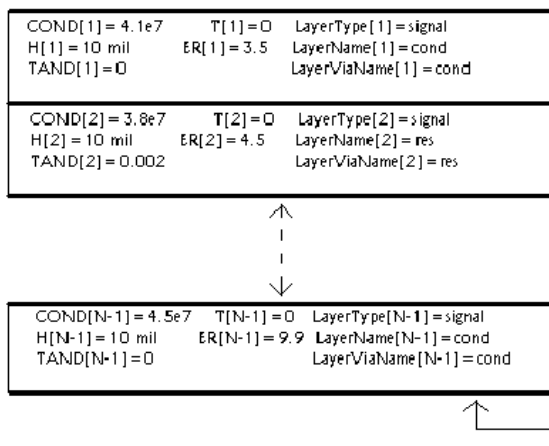 COND[1] = 4.1e7 T[1] = 0 LayerType[1] = signal
H[1] = 10 mil ER[1] = 3.5 LayerName[1] = cond
TAND[1] = 0 LayerViaName[1] = cond
COND[2] = 3.8e7 T[2] = 0 LayerType[2] = signal
H[2] = 10 mil ER[2] = 4.5 LayerName[2] = res
TAND[2] = 0.002 LayerViaName[2] = res
COND[N-1] = 4.5e7 T[N-1] = 0 LayerType[N-1] = signal
H[N-1] = 10 mil ER[N-1] = 9.9 LayerName[N-1] = cond
TAND[N-1] = 0 LayerViaName[N-1] = cond